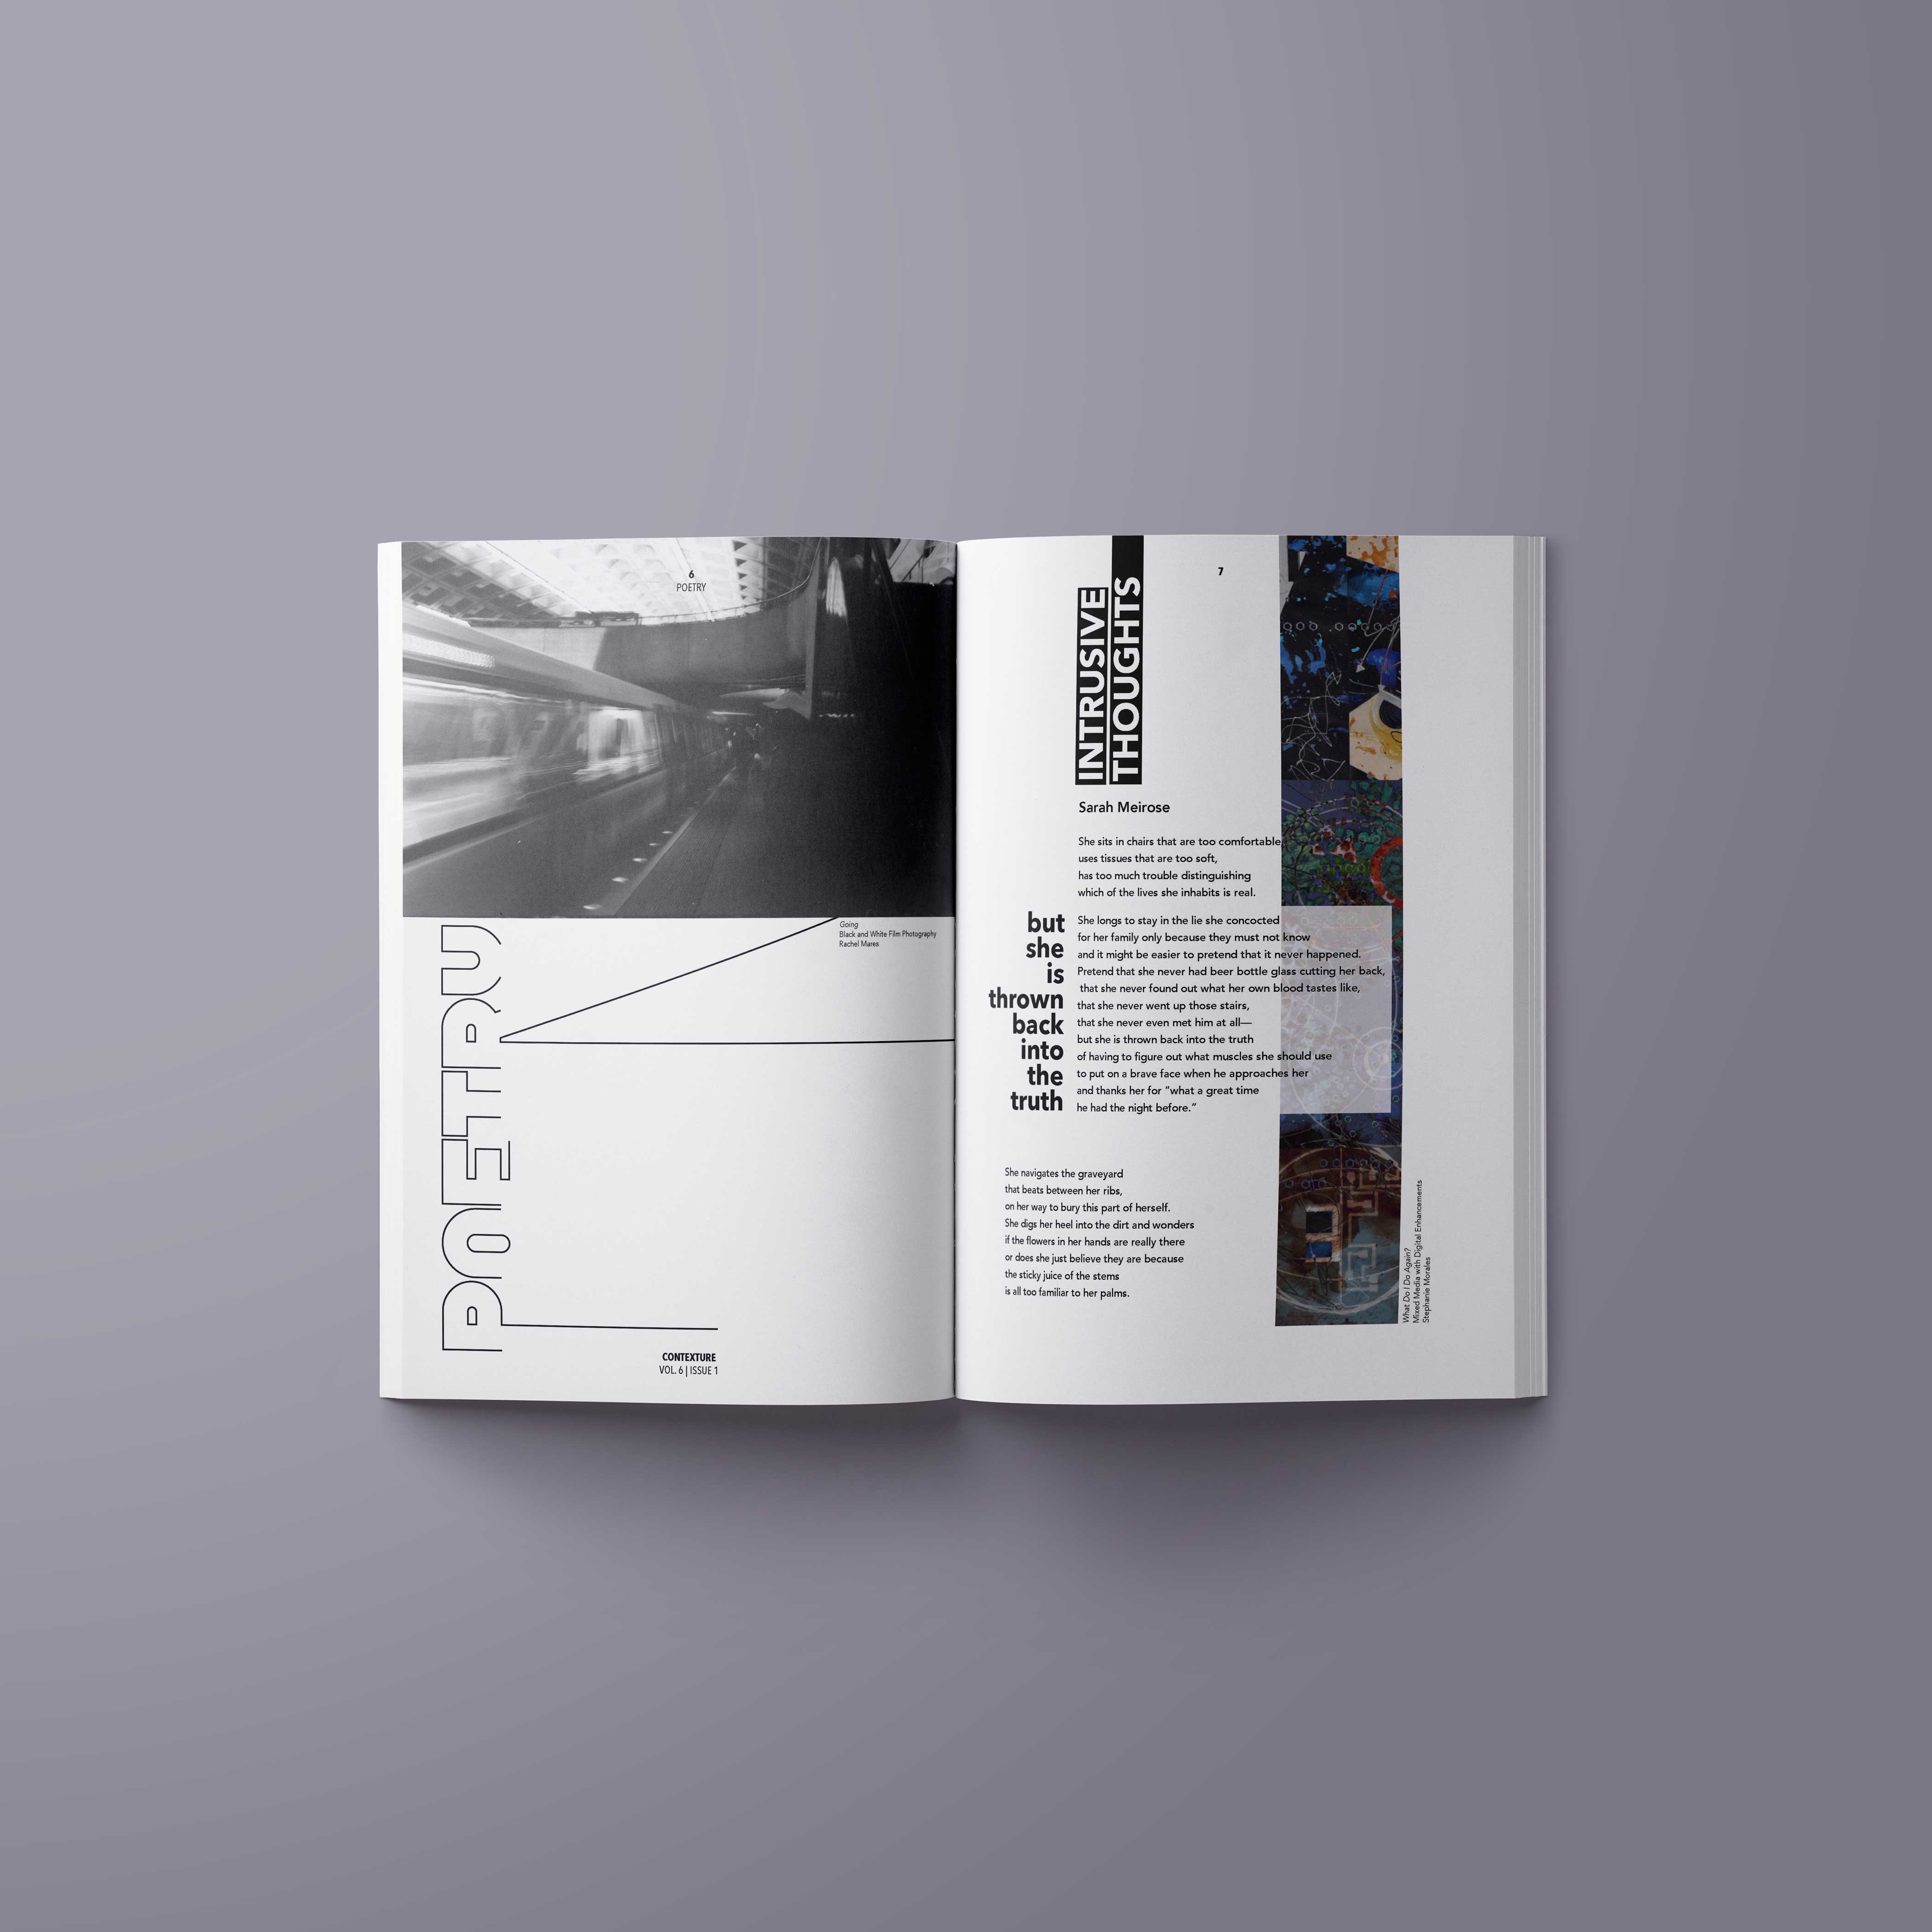 6
POETRY
Going
Black and White Film Photography
Rachel Mares
POETRY
CONTEXTURE
VOL. 6 | ISSUE 1
7
INTRUSIVE
THOUGHTS
Sarah Meirose
She sits in chairs that are too comfortable,
uses tissues that are too soft,
has too much trouble distinguishing
which of the lives she inhabits is real.
but
she
is
thrown
back
into
the
truth
She longs to stay in the lie she concocted
for her family only because they must not know
and it might be easier to pretend that it never happened.
Pretend that she never had beer bottle glass cutting her back,
that she never found out what her own blood tastes like,
that she never went up those stairs,
that she never even met him at all—
but she is thrown back into the truth
of having to figure out what muscles she should use
to put on a brave face when he approaches her
and thanks her for “what a great time
he had the night before.”
She navigates the graveyard
that beats between her ribs,
on her way to bury this part of herself.
She digs her heel into the dirt and wonders
if the flowers in her hands are really there
or does she just believe they are because
the sticky juice of the stems
is all too familiar to her palms.
What Do I Do Again?
Mixed Media with Digital Enhancements
Stephanie Morales